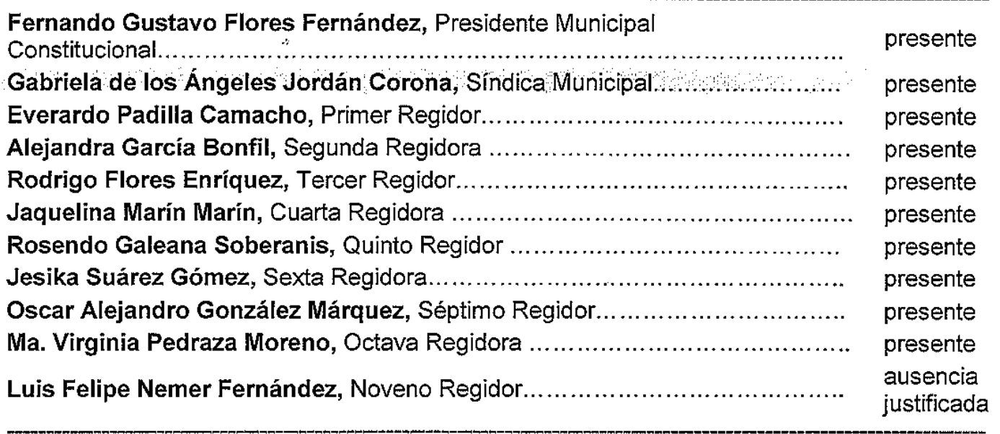 Fernando Gustavo Flores Fernández, Presidente Municipal
Constitucional.................................................................................. presente
Gabriela de los Ángeles Jordán Corona, Síndica Municipal....................... presente
Everardo Padilla Camacho, Primer Regidor............................................ presente
Alejandra García Bonfil, Segunda Regidora ........................................... presente
Rodrigo Flores Enríquez, Tercer Regidor............................................... presente
Jaquelina Marín Marín, Cuarta Regidora ................................................ presente
Rosendo Galeana Soberanis, Quinto Regidor ....................................... presente
Jesika Suárez Gómez, Sexta Regidora.................................................. presente
Oscar Alejandro González Márquez, Séptimo Regidor.............................. presente
Ma. Virginia Pedraza Moreno, Octava Regidora ...................................... presente
Luis Felipe Nemer Fernández, Noveno Regidor...................................... ausencia
justificada